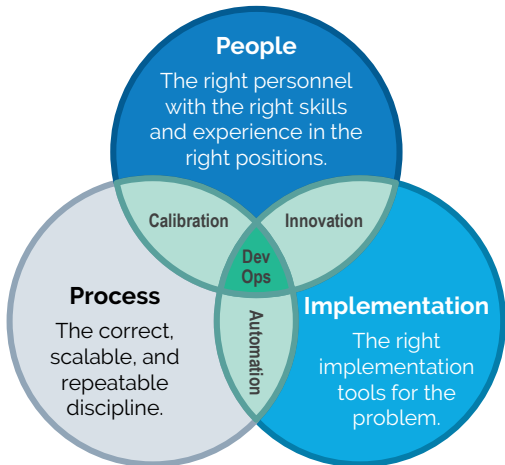 People
The right personnel
with the right skills
and experience in the
right positions.
Calibration
Innovation
Dev
Ops
Process
The correct,
scalable, and
repeatable
discipline.
Automation
Implementation
The right
implementation
tools for the
problem.